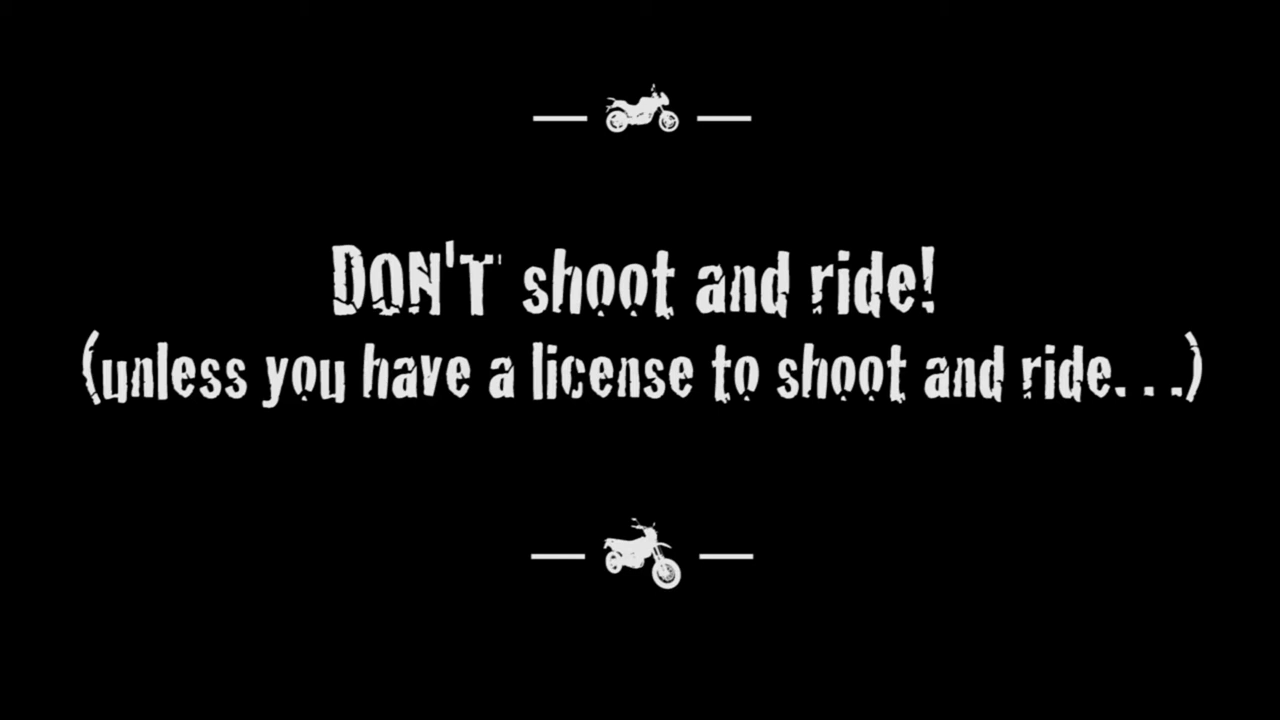 DON'T shoot and ride!
(unless you have a license to shoot and ride. . .)